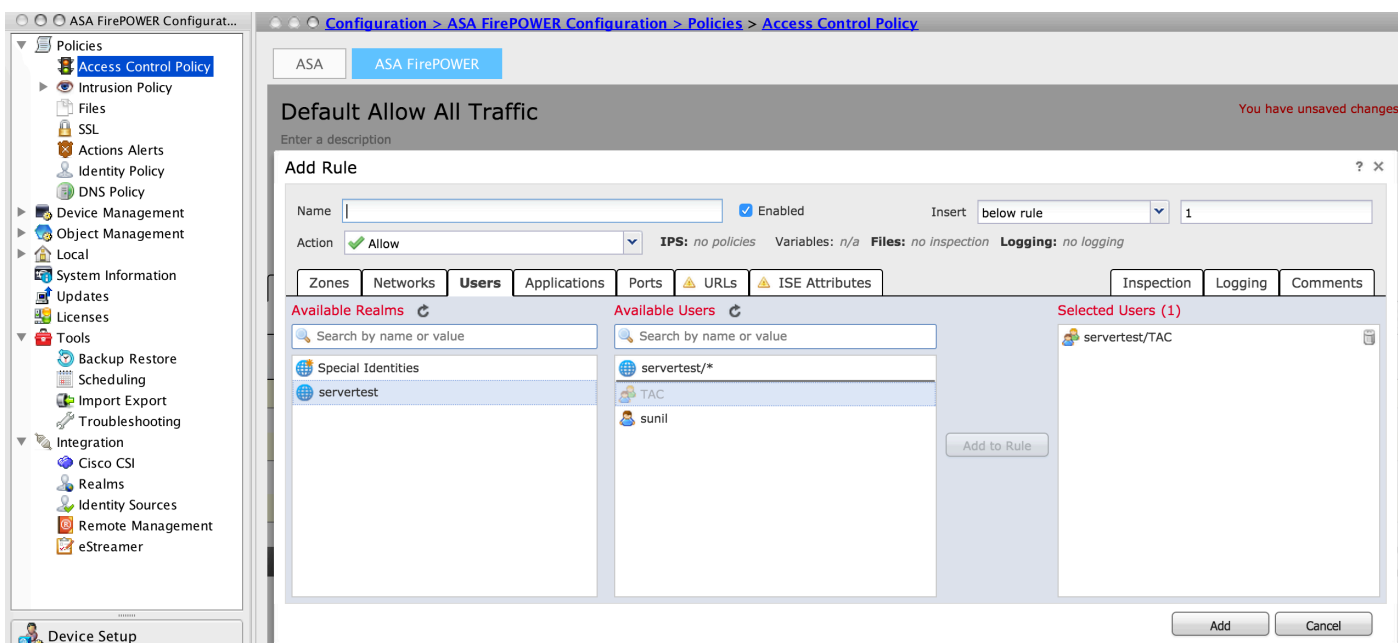 ASA FirePOWER Configurat...
Policies
Access Control Policy
Intrusion Policy
Files
SSL
Actions Alerts
Identity Policy
DNS Policy
Device Management
Object Management
Local
System Information
Updates
Licenses
Tools
Backup Restore
Scheduling
Import Export
Troubleshooting
Integration
Cisco CSI
Realms
Identity Sources
Remote Management
eStreamer
Device Setup
Configuration > ASA FirePOWER Configuration > Policies > Access Control Policy
ASA ASA FirePOWER
Default Allow All Traffic You have unsaved changes
Enter a description
Add Rule ? ×
Name Enabled Insert below rule 1
Action Allow IPS: no policies Variables: n/a Files: no inspection Logging: no logging
Zones Networks Users Applications Ports URLs ISE Attributes Inspection Logging Comments
Available Realms Available Users Selected Users (1)
Search by name or value Search by name or value servertest/TAC
Special Identities servertest/*
servertest TAC
sunil
Add to Rule
Add Cancel